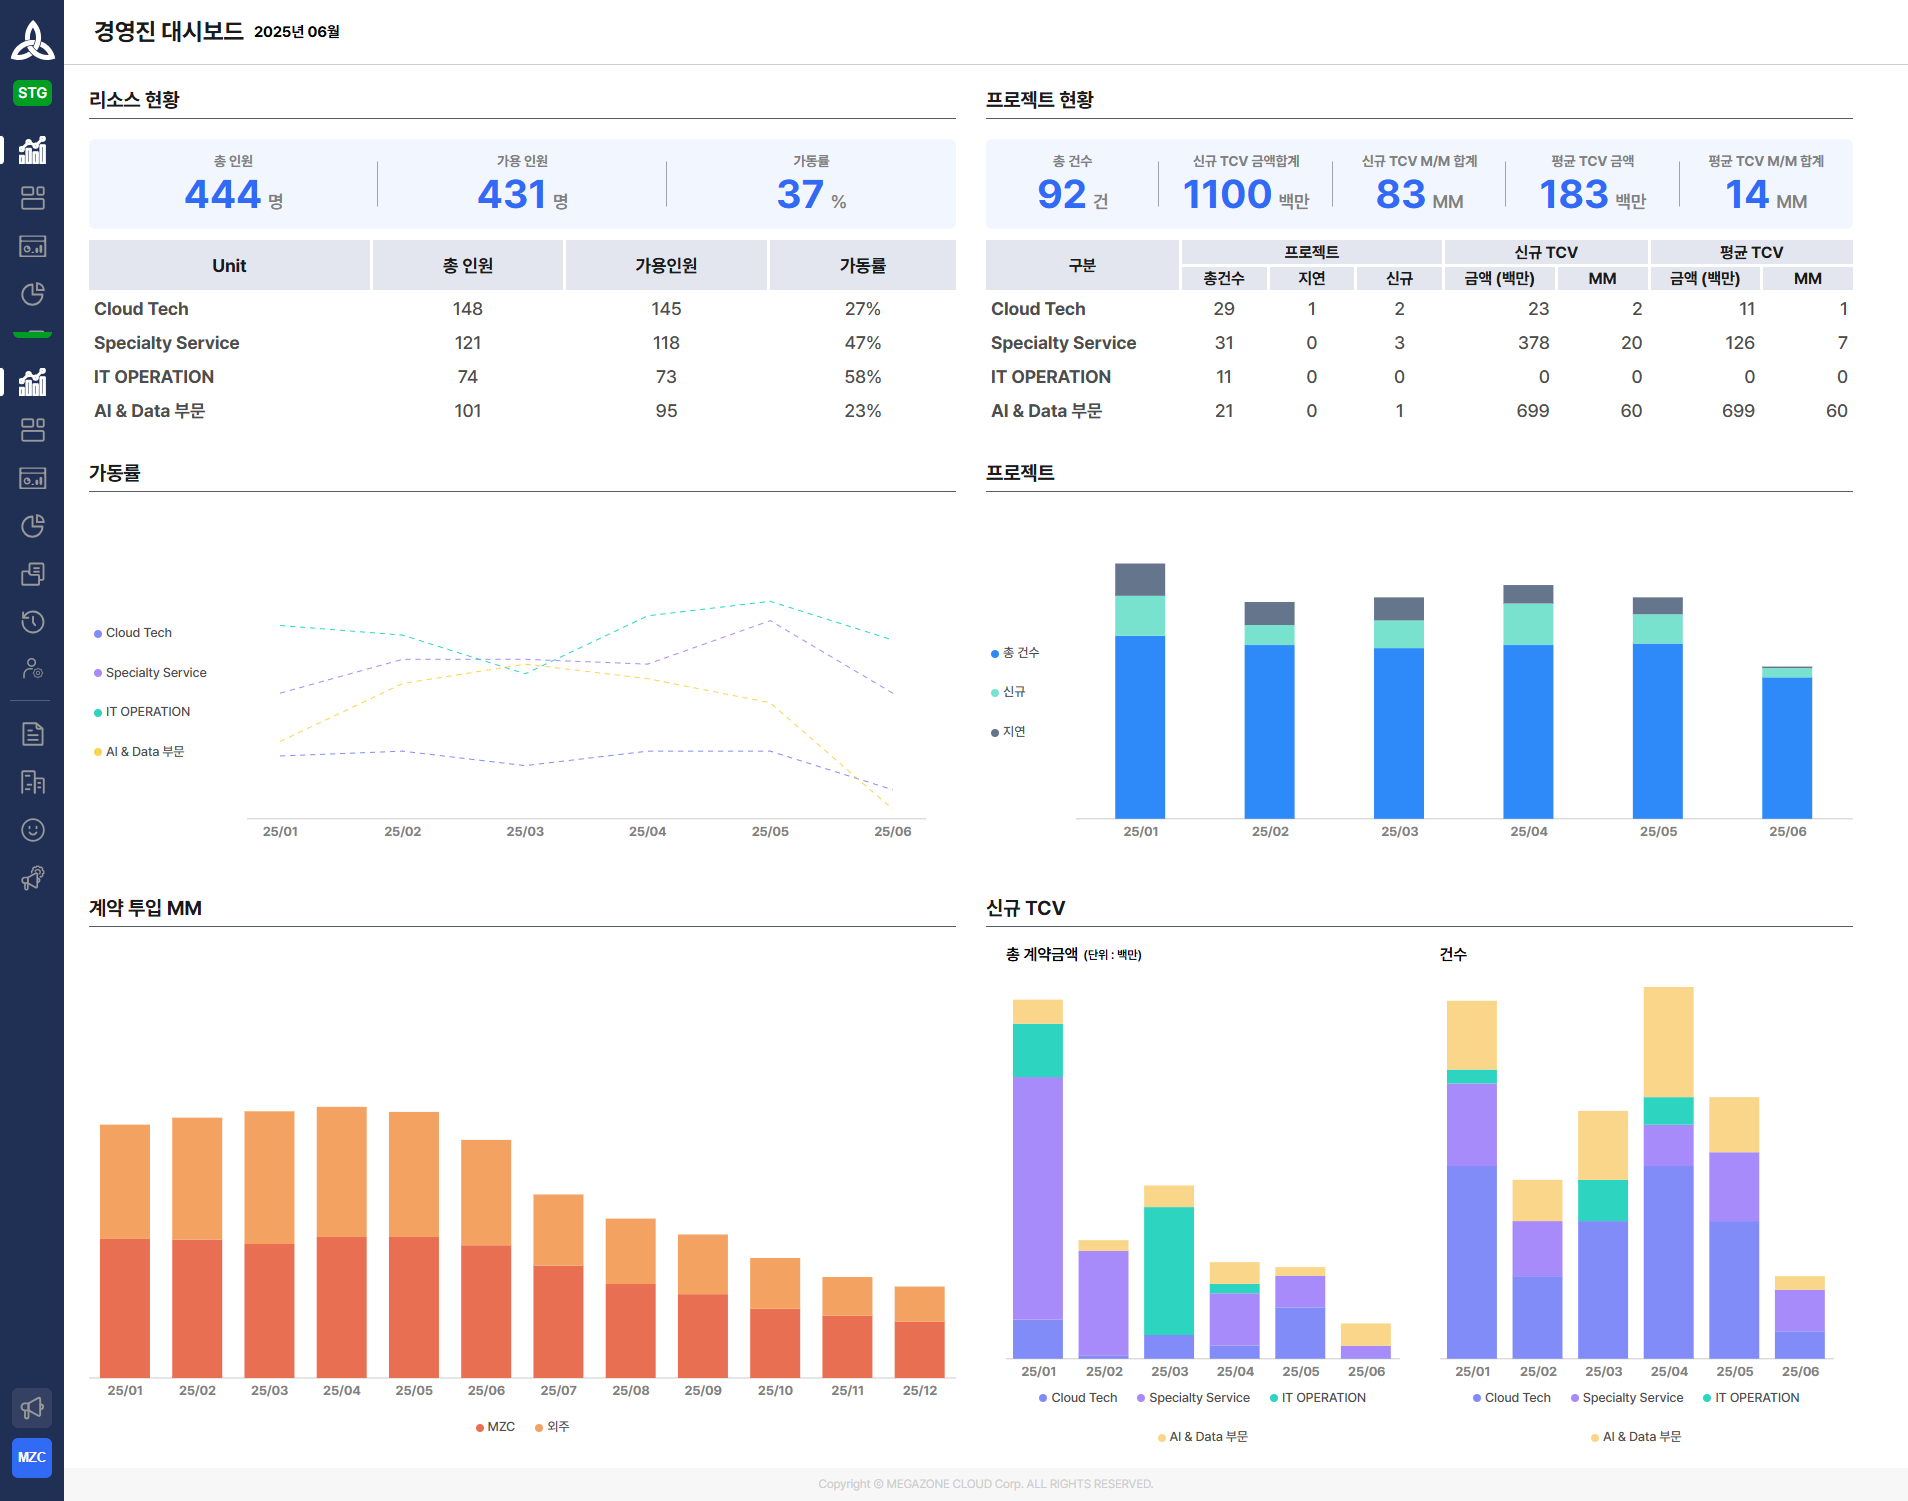 경영진 대시보드 2025년 06월
STG
리소스 현황
총 인원 가용 인원 가동률
444 명 431 명 37 %
Unit 총 인원 가용인원 가동률
Cloud Tech 148 145 27%
Specialty Service 121 118 47%
IT OPERATION 74 73 58%
AI & Data 부문 101 95 23%
프로젝트 현황
총 건수 신규 TCV 금액합계 신규 TCV M/M 합계 평균 TCV 금액 평균 TCV M/M 합계
92 건 1100 백만 83 MM 183 백만 14 MM
구분 프로젝트 신규 TCV 평균 TCV
총건수 지연 신규 금액 (백만) MM 금액 (백만) MM
Cloud Tech 29 1 2 23 2 11 1
Specialty Service 31 0 3 378 20 126 7
IT OPERATION 11 0 0 0 0 0 0
AI & Data 부문 21 0 1 699 60 699 60
가동률
Cloud Tech
Specialty Service
IT OPERATION
AI & Data 부문
25/01 25/02 25/03 25/04 25/05 25/06
프로젝트
총 건수
신규
지연
25/01 25/02 25/03 25/04 25/05 25/06
계약 투입 MM
25/01 25/02 25/03 25/04 25/05 25/06 25/07 25/08 25/09 25/10 25/11 25/12
MZC 외주
신규 TCV
총 계약금액 (단위 : 백만)
25/01 25/02 25/03 25/04 25/05 25/06
Cloud Tech Specialty Service IT OPERATION
AI & Data 부문
건수
25/01 25/02 25/03 25/04 25/05 25/06
Cloud Tech Specialty Service IT OPERATION
AI & Data 부문
MZC
Copyright © MEGAZONE CLOUD Corp. ALL RIGHTS RESERVED.